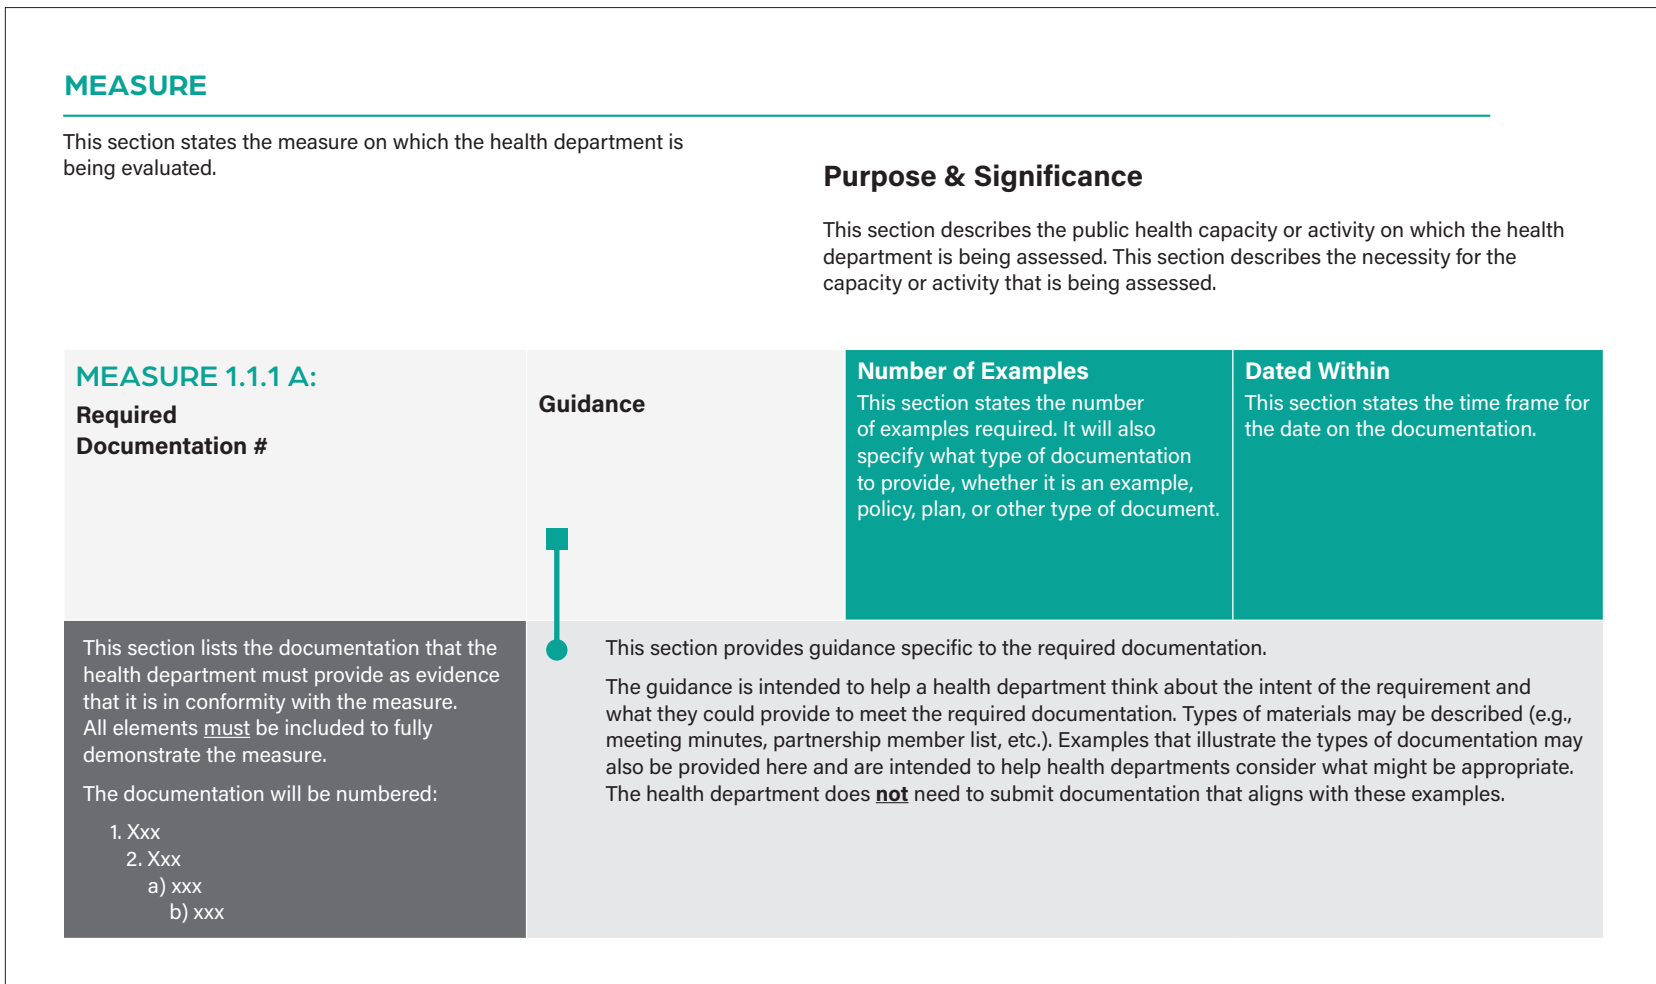 MEASURE
This section states the measure on which the health department is
being evaluated.
Purpose & Significance
This section describes the public health capacity or activity on which the health
department is being assessed. This section describes the necessity for the
capacity or activity that is being assessed.
MEASURE 1.1.1 A:
Required
Documentation #
Guidance
Number of Examples
This section states the number
of examples required. It will also
specify what type of documentation
to provide, whether it is an example,
policy, plan, or other type of document.
Dated Within
This section states the time frame for
the date on the documentation.
This section lists the documentation that the
health department must provide as evidence
that it is in conformity with the measure.
All elements must be included to fully
demonstrate the measure.
The documentation will be numbered:
1. Xxx
2. Xxx
a) xxx
b) xxx
This section provides guidance specific to the required documentation.
The guidance is intended to help a health department think about the intent of the requirement and
what they could provide to meet the required documentation. Types of materials may be described (e.g.,
meeting minutes, partnership member list, etc.). Examples that illustrate the types of documentation may
also be provided here and are intended to help health departments consider what might be appropriate.
The health department does not need to submit documentation that aligns with these examples.